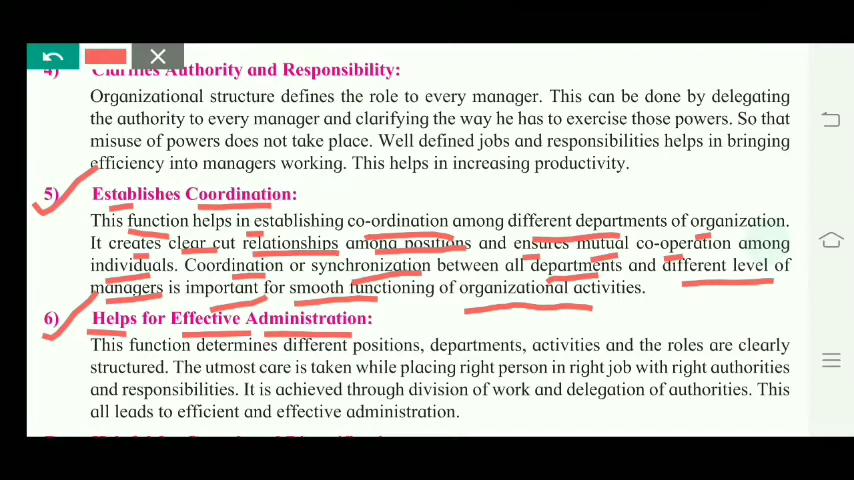 4) Clarifies Authority and Responsibility:
Organizational structure defines the role to every manager. This can be done by delegating
the authority to every manager and clarifying the way he has to exercise those powers. So that
misuse of powers does not take place. Well defined jobs and responsibilities helps in bringing
efficiency into managers working. This helps in increasing productivity.
5) Establishes Coordination:
This function helps in establishing co-ordination among different departments of organization.
It creates clear cut relationships among positions and ensures mutual co-operation among
individuals. Coordination or synchronization between all departments and different level of
managers is important for smooth functioning of organizational activities.
6) Helps for Effective Administration:
This function determines different positions, departments, activities and the roles are clearly
structured. The utmost care is taken while placing right person in right job with right authorities
and responsibilities. It is achieved through division of work and delegation of authorities. This
all leads to efficient and effective administration.